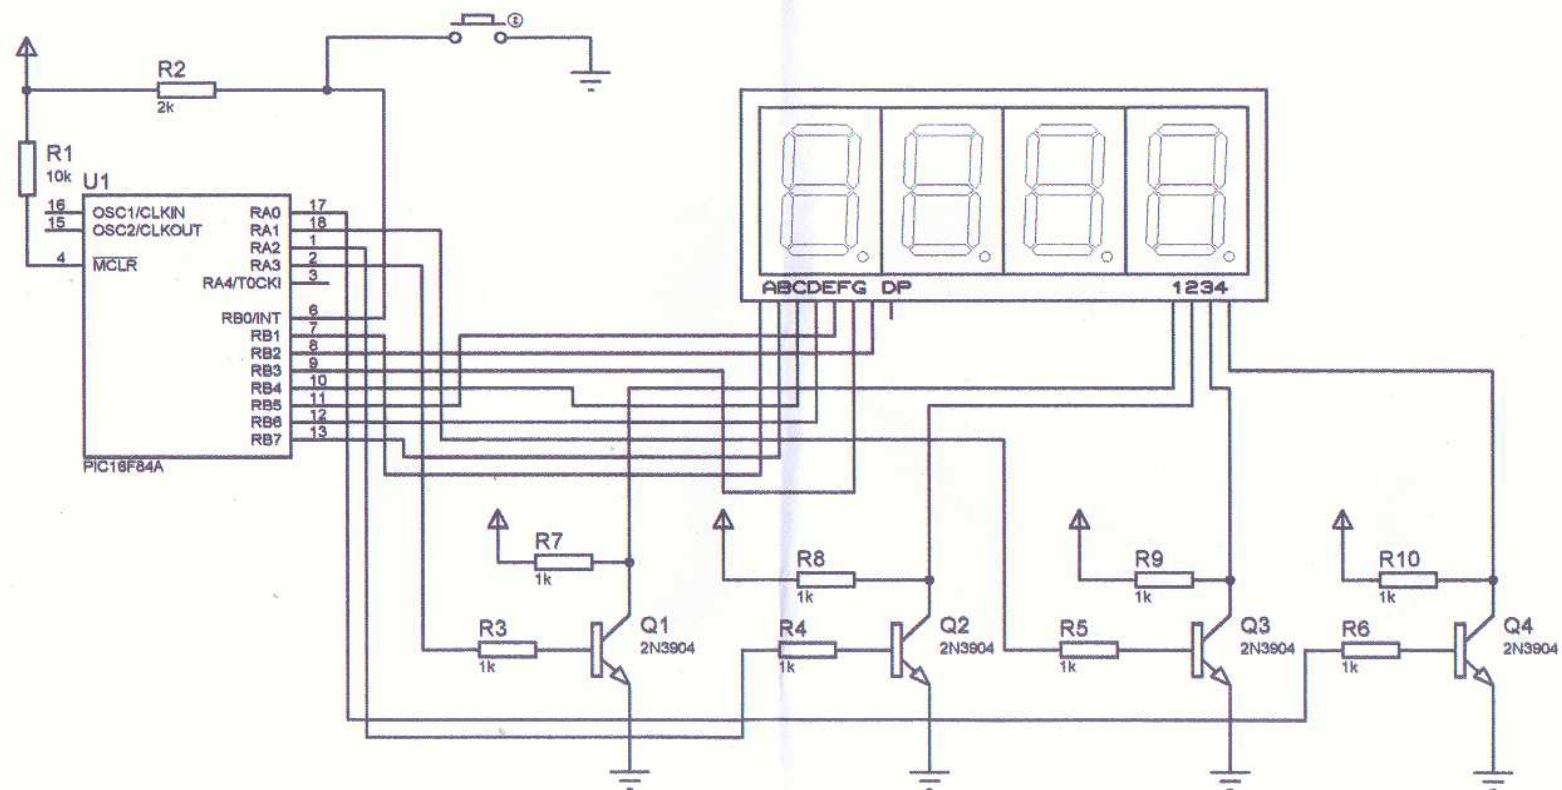 R2
2k
R1
10k
U1
16 OSC1/CLKIN RA0 17
15 OSC2/CLKOUT RA1 18
RA2 1
4 MCLR RA3 2
RA4/T0CKI 3
RB0/INT 6
RB1 7
RB2 8
RB3 9
RB4 10
RB5 11
RB6 12
RB7 13
PIC16F84A
ABCDEFG DP 1234
R7
1k
R8
1k
R9
1k
R10
1k
R3
1k
Q1
2N3904
R4
1k
Q2
2N3904
R5
1k
Q3
2N3904
R6
1k
Q4
2N3904